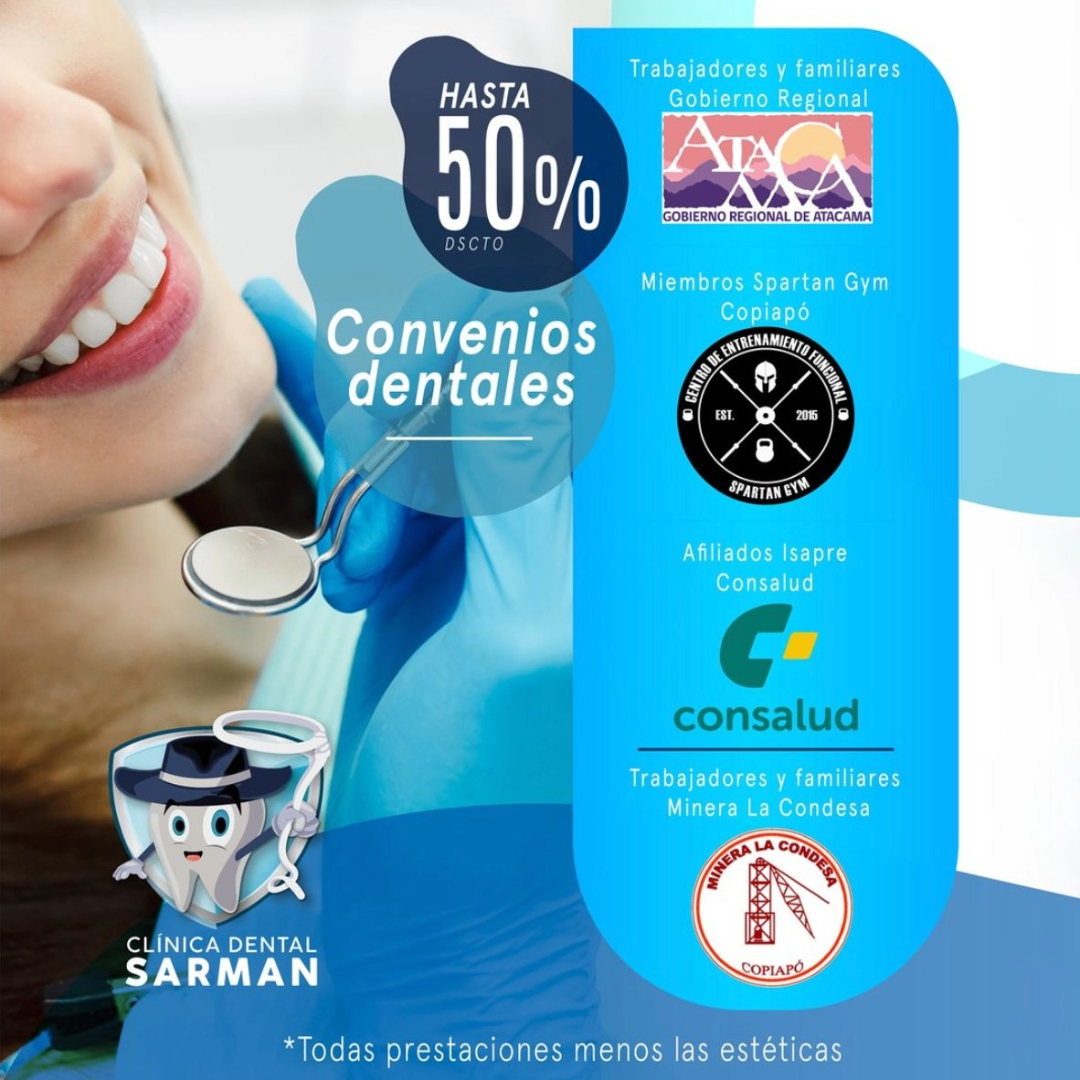 HASTA
50%
DSCTO
Convenios
dentales
Trabajadores y familiares
Gobierno Regional
ATACAMA
GOBIERNO REGIONAL DE ATACAMA
Miembros Spartan Gym
Copiapó
CENTRO DE ENTRENAMIENTO FUNCIONAL
EST. 2015
SPARTAN GYM
Afiliados Isapre
Consalud
consalud
Trabajadores y familiares
Minera La Condesa
MINERA LA CONDESA
COPIAPÓ
CLÍNICA DENTAL
SARMAN
*Todas prestaciones menos las estéticas